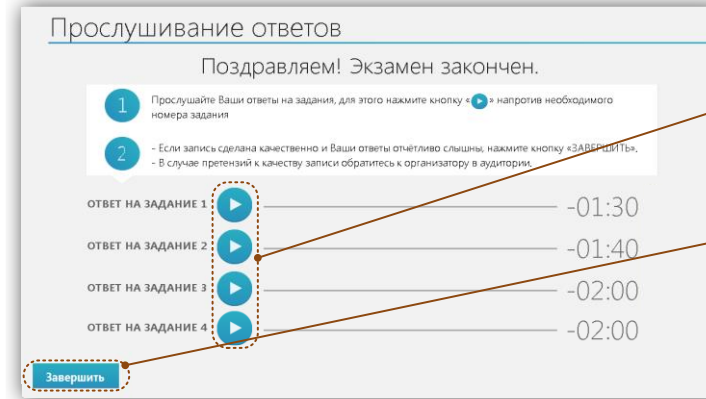 Прослушивание ответов
Поздравляем! Экзамен закончен.
1 Прослушайте Ваши ответы на задания, для этого нажмите кнопку «▶» напротив необходимого
номера задания
2 - Если запись сделана качественно и Ваши ответы отчётливо слышны, нажмите кнопку «ЗАВЕРШИТЬ».
- В случае претензий к качеству записи обратитесь к организатору в аудитории.
ОТВЕТ НА ЗАДАНИЕ 1 -01:30
ОТВЕТ НА ЗАДАНИЕ 2 -01:40
ОТВЕТ НА ЗАДАНИЕ 3 -02:00
ОТВЕТ НА ЗАДАНИЕ 4 -02:00
Завершить